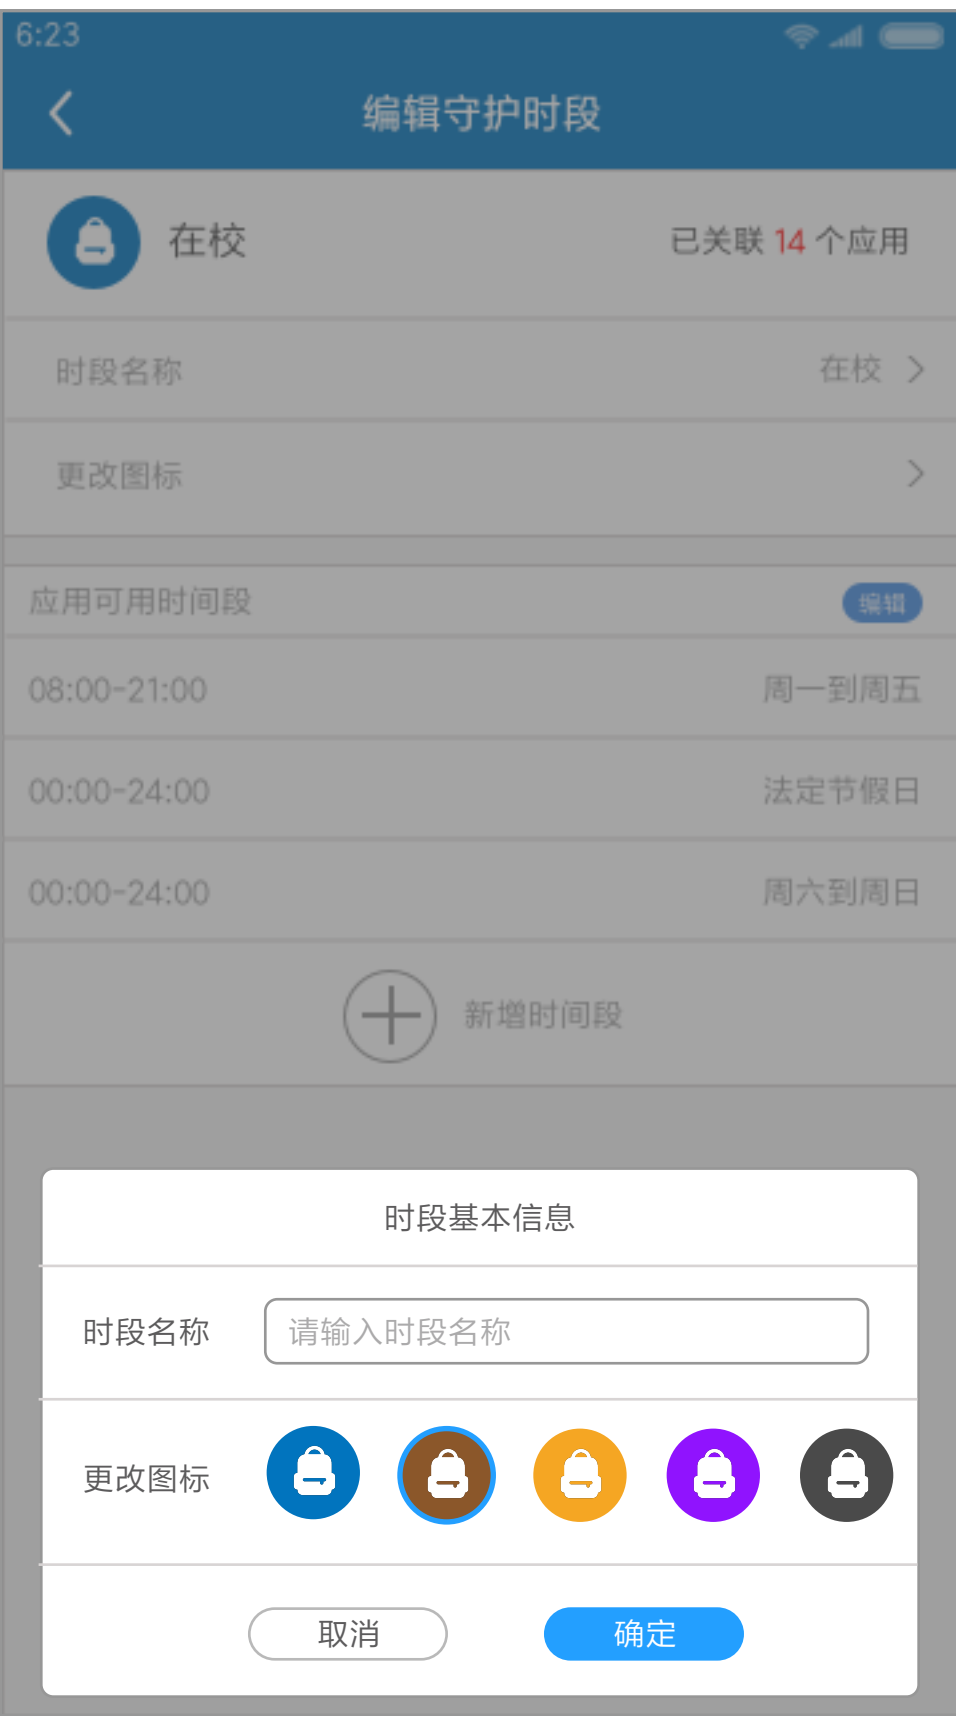 6:23
编辑守护时段
在校
已关联 14 个应用
时段名称
在校
更改图标
应用可用时间段
编辑
08:00-21:00
周一到周五
00:00-24:00
法定节假日
00:00-24:00
周六到周日
新增时间段
时段基本信息
时段名称
请输入时段名称
更改图标
取消
确定